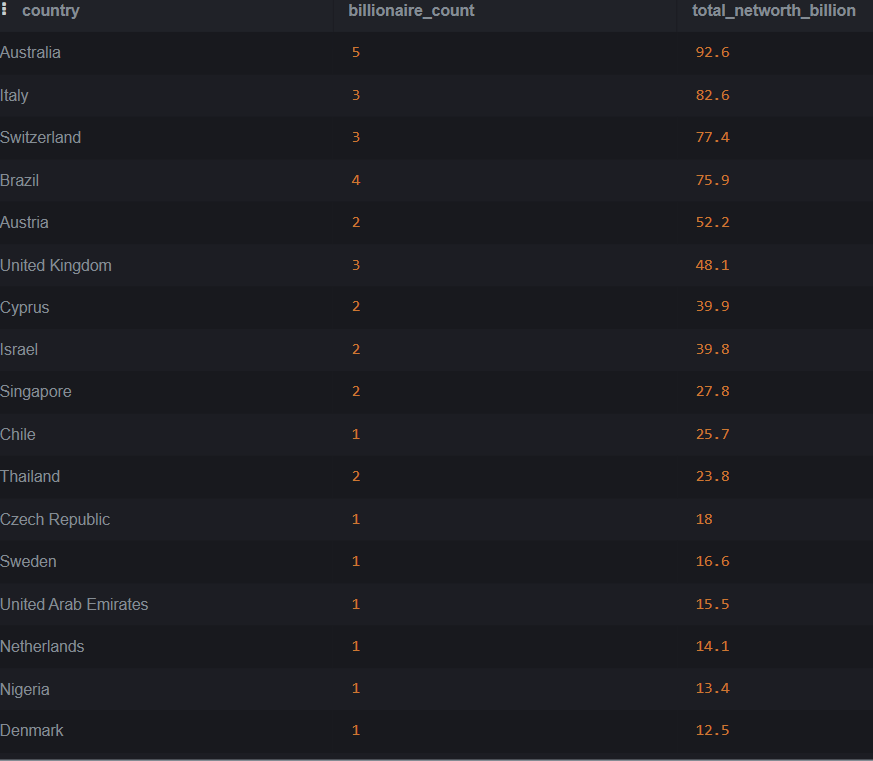 country billionaire_count total_networth_billion
Australia 5 92.6
Italy 3 82.6
Switzerland 3 77.4
Brazil 4 75.9
Austria 2 52.2
United Kingdom 3 48.1
Cyprus 2 39.9
Israel 2 39.8
Singapore 2 27.8
Chile 1 25.7
Thailand 2 23.8
Czech Republic 1 18
Sweden 1 16.6
United Arab Emirates 1 15.5
Netherlands 1 14.1
Nigeria 1 13.4
Denmark 1 12.5